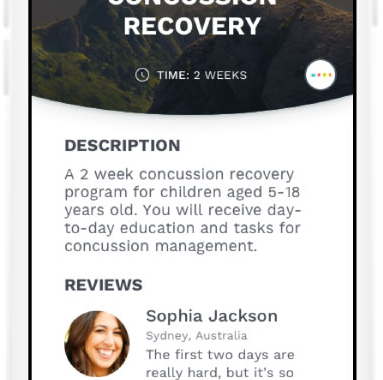 CONCUSSION
RECOVERY
TIME: 2 WEEKS
DESCRIPTION
A 2 week concussion recovery
program for children aged 5-18
years old. You will receive day-
to-day education and tasks for
concussion management.
REVIEWS
Sophia Jackson
Sydney, Australia
The first two days are
really hard, but it's so